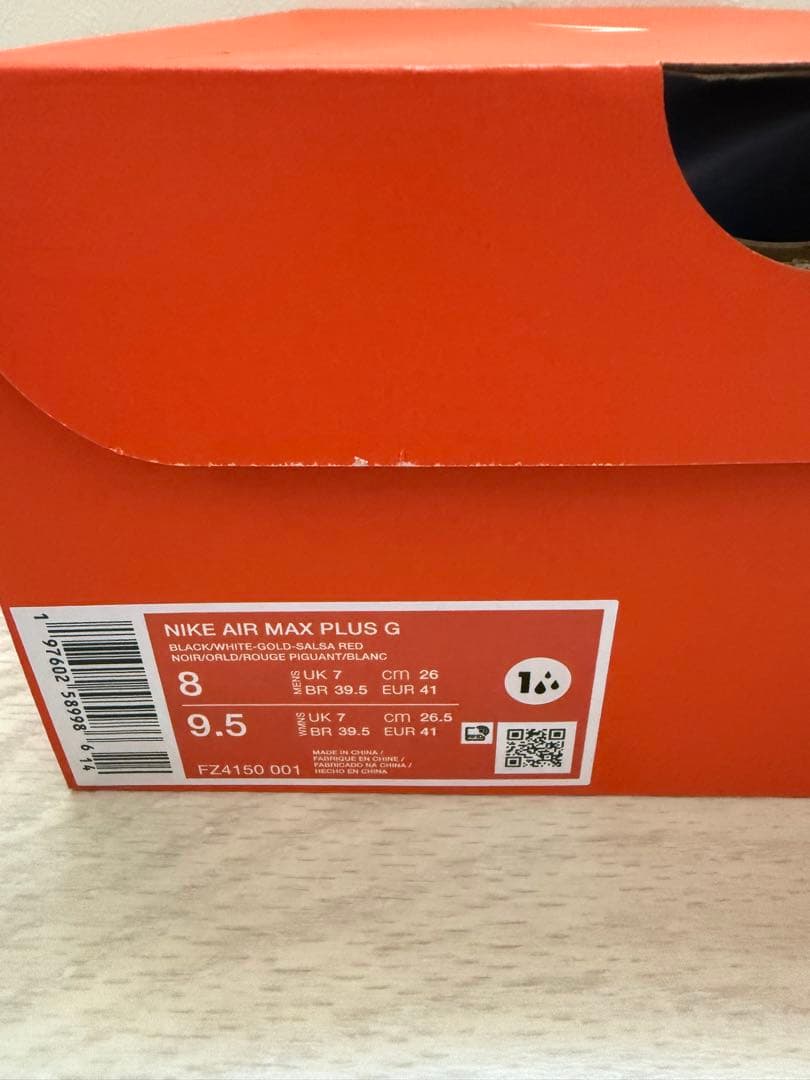 NIKE AIR MAX PLUS G
BLACK/WHITE-GOLD-SALSA RED
NOIR/ORLD/ROUGE PIGUANT/BLANC
8 MENS UK 7 cm 26
BR 39.5 EUR 41
9.5 WMNS UK 7 cm 26.5
BR 39.5 EUR 41
FZ4150 001
MADE IN CHINA /
FABRIQUE EN CHINE /
FABRICADO NA CHINA /
HECHO EN CHINA
1
1 97602 58998 6 14